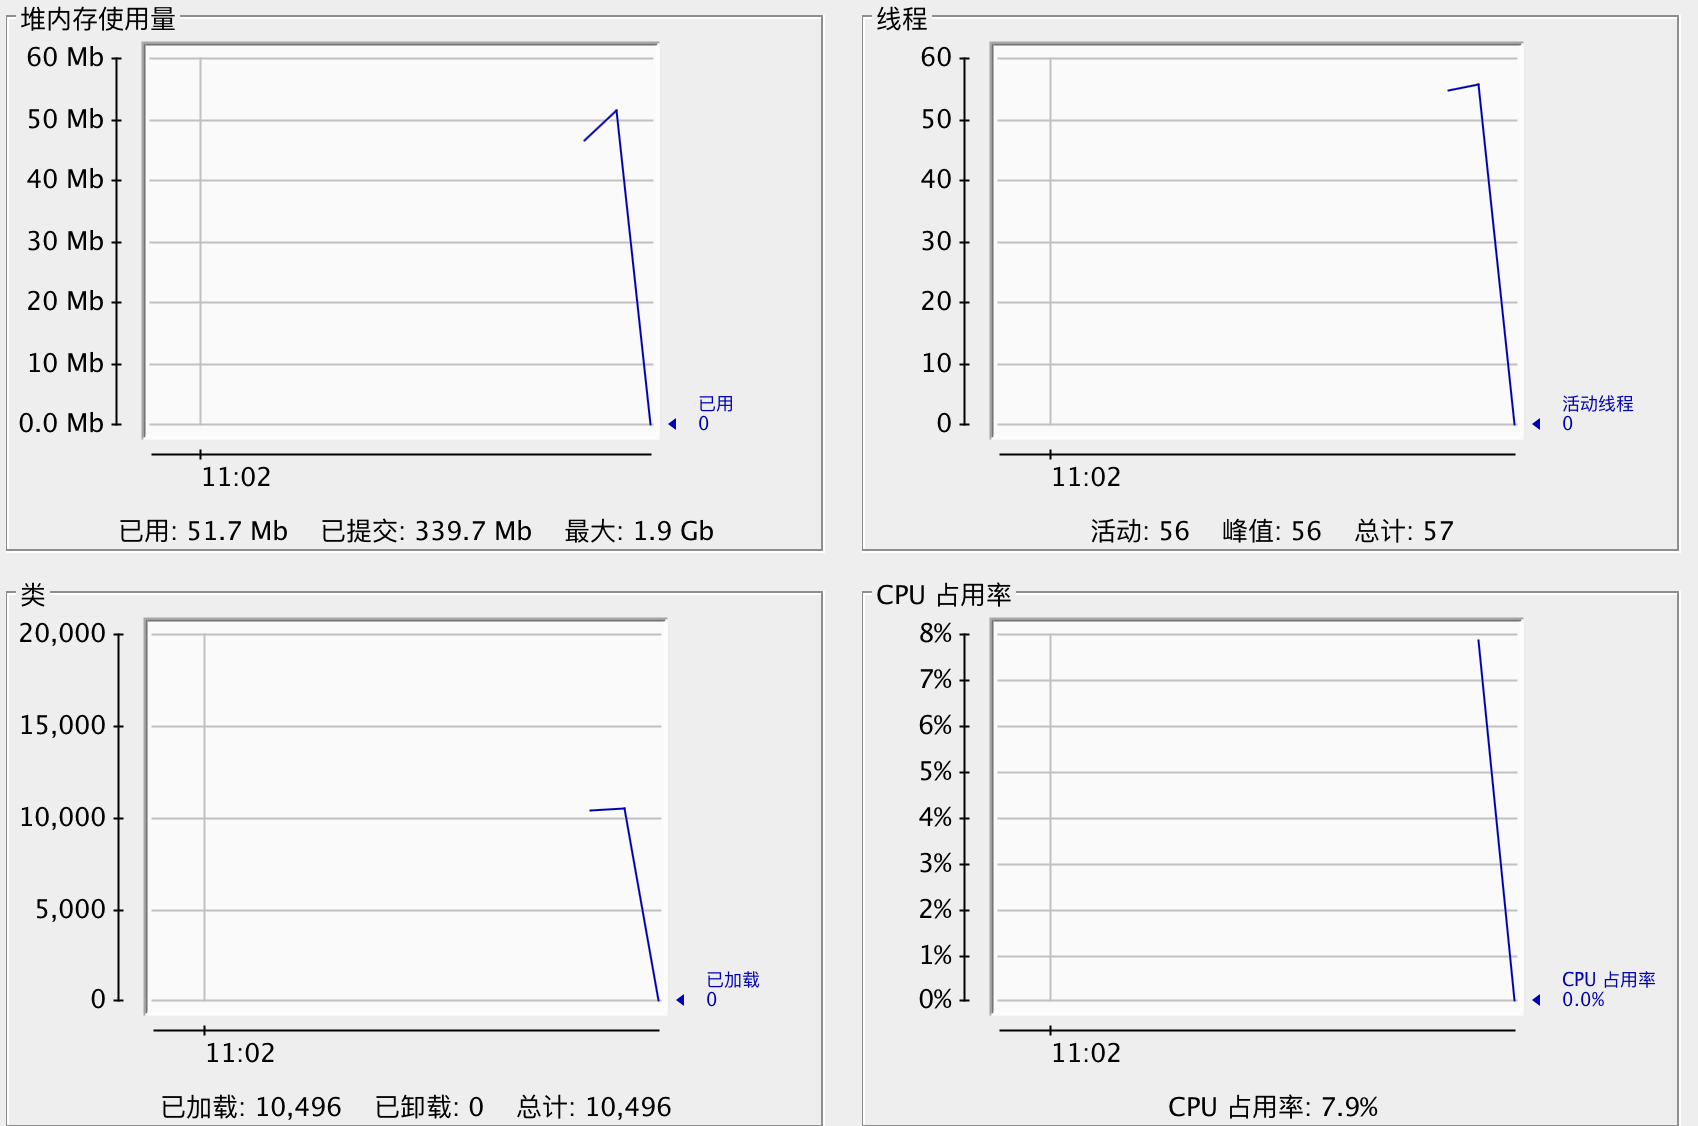 堆内存使用量
60 Mb
50 Mb
40 Mb
30 Mb
20 Mb
10 Mb
0.0 Mb
已用
0
11:02
已用: 51.7 Mb 已提交: 339.7 Mb 最大: 1.9 Gb
线程
60
50
40
30
20
10
0
活动线程
0
11:02
活动: 56 峰值: 56 总计: 57
类
20,000
15,000
10,000
5,000
0
已加载
0
11:02
已加载: 10,496 已卸载: 0 总计: 10,496
CPU 占用率
8%
7%
6%
5%
4%
3%
2%
1%
0%
CPU 占用率
0.0%
11:02
CPU 占用率: 7.9%